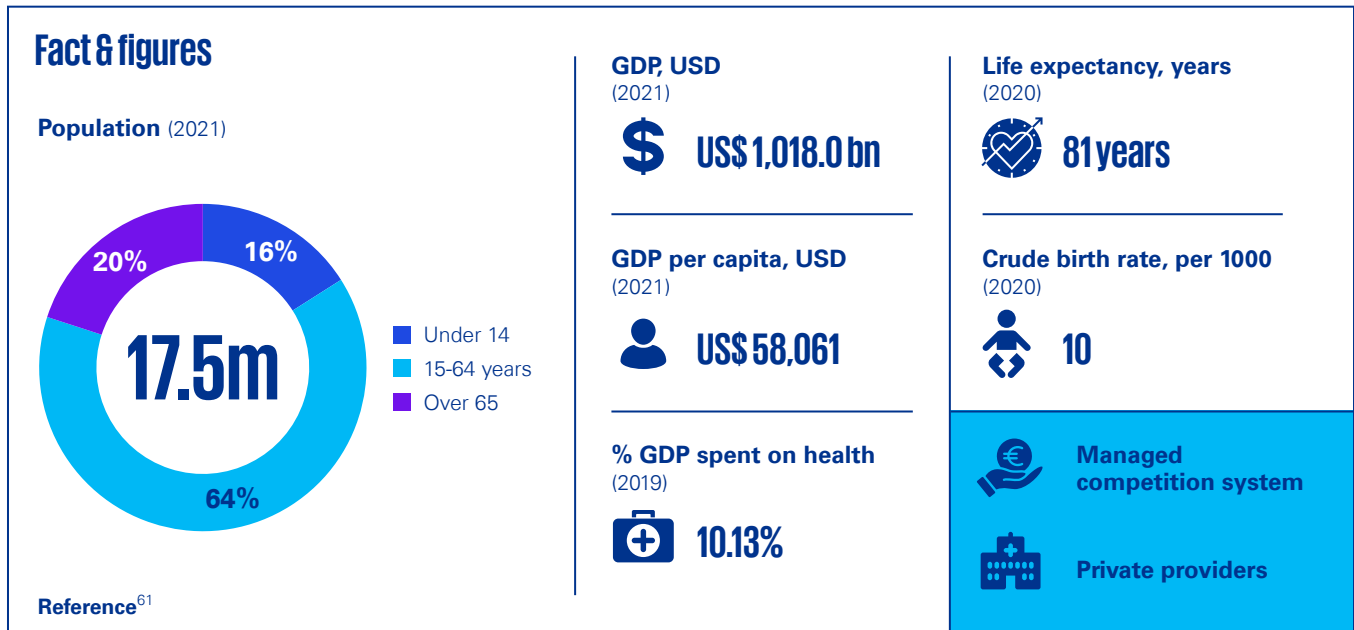 Fact & figures
Population (2021)
20%
16%
17.5m
64%
Under 14
15-64 years
Over 65
Reference61
GDP, USD
(2021)
$
US$ 1,018.0 bn
GDP per capita, USD
(2021)
US$ 58,061
% GDP spent on health
(2019)
10.13%
Life expectancy, years
(2020)
81 years
Crude birth rate, per 1000
(2020)
10
€
Managed
competition system
Private providers